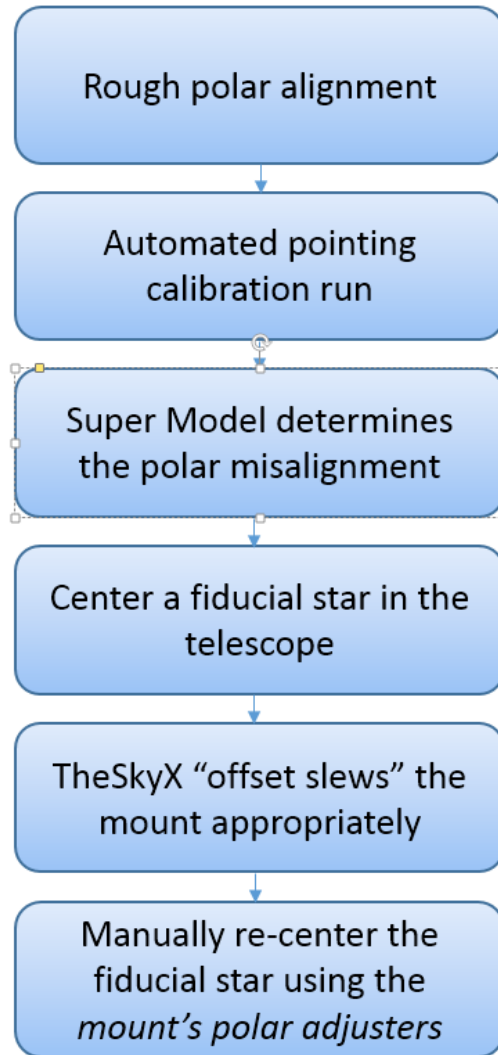 Rough polar alignment
Automated pointing
calibration run
Super Model determines
the polar misalignment
Center a fiducial star in the
telescope
TheSkyX “offset slews” the
mount appropriately
Manually re-center the
fiducial star using the
mount’s polar adjusters